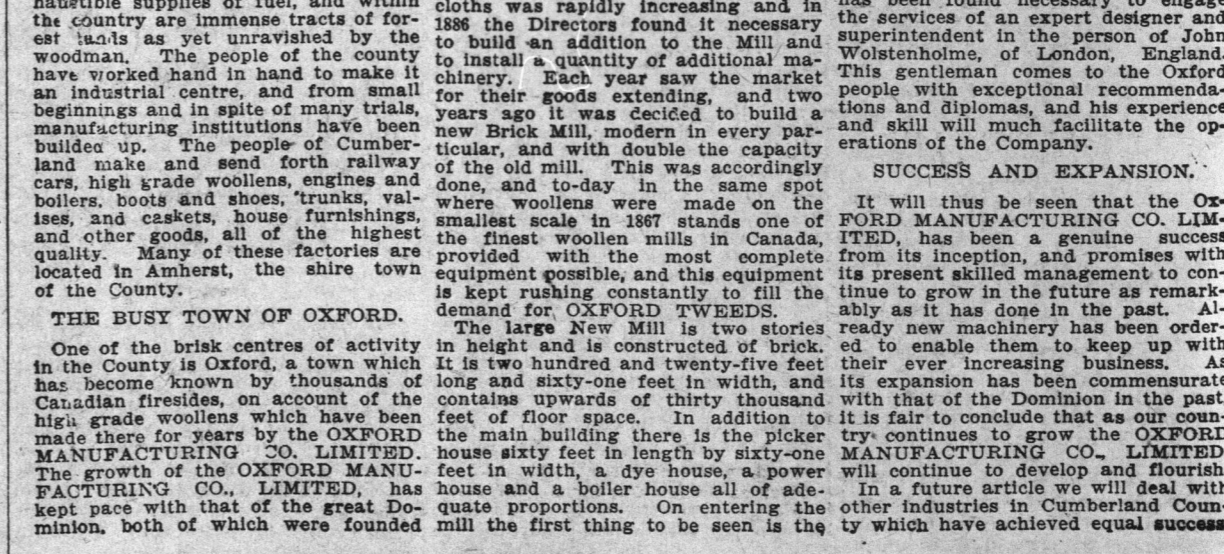 haustible supplies of fuel, and within
the country are immense tracts of for-
est lands as yet unravished by the
woodman. The people of the county
have worked hand in hand to make it
an industrial centre, and from small
beginnings and in spite of many trials,
manufacturing institutions have been
builded up. The people of Cumber-
land make and send forth railway
cars, high grade woollens, engines and
boilers, boots and shoes, trunks, val-
ises, and caskets, house furnishings,
and other goods, all of the highest
quality. Many of these factories are
located in Amherst, the shire town
of the County.
THE BUSY TOWN OF OXFORD.
One of the brisk centres of activity
in the County is Oxford, a town which
has become known by thousands of
Canadian firesides, on account of the
high grade woollens which have been
made there for years by the OXFORD
MANUFACTURING CO. LIMITED.
The growth of the OXFORD MANU-
FACTURING CO., LIMITED, has
kept pace with that of the great Do-
minion, both of which were founded
cloths was rapidly increasing and in
1886 the Directors found it necessary
to build an addition to the Mill and
to install a quantity of additional ma-
chinery. Each year saw the market
for their goods extending, and two
years ago it was decided to build a
new Brick Mill, modern in every par-
ticular, and with double the capacity
of the old mill. This was accordingly
done, and to-day in the same spot
where woollens were made on the
smallest scale in 1867 stands one of
the finest woollen mills in Canada,
provided with the most complete
equipment possible, and this equipment
is kept rushing constantly to fill the
demand for OXFORD TWEEDS.
The large New Mill is two stories
in height and is constructed of brick.
It is two hundred and twenty-five feet
long and sixty-one feet in width, and
contains upwards of thirty thousand
feet of floor space. In addition to
the main building there is the picker
house sixty feet in length by sixty-one
feet in width, a dye house, a power
house and a boiler house all of ade-
quate proportions. On entering the
mill the first thing to be seen is the
has been found necessary to engage
the services of an expert designer and
superintendent in the person of John
Wolstenholme, of London, England.
This gentleman comes to the Oxford
people with exceptional recommenda-
tions and diplomas, and his experience
and skill will much facilitate the op-
erations of the Company.
SUCCESS AND EXPANSION.
It will thus be seen that the Ox-
FORD MANUFACTURING CO. LIM-
ITED, has been a genuine success
from its inception, and promises with
its present skilled management to con-
tinue to grow in the future as remark-
ably as it has done in the past. Al-
ready new machinery has been order-
ed to enable them to keep up with
their ever increasing business. As
its expansion has been commensurate
with that of the Dominion in the past
it is fair to conclude that as our coun-
try continues to grow the OXFORD
MANUFACTURING CO., LIMITED
will continue to develop and flourish
In a future article we will deal with
other industries in Cumberland Coun-
ty which have achieved equal success